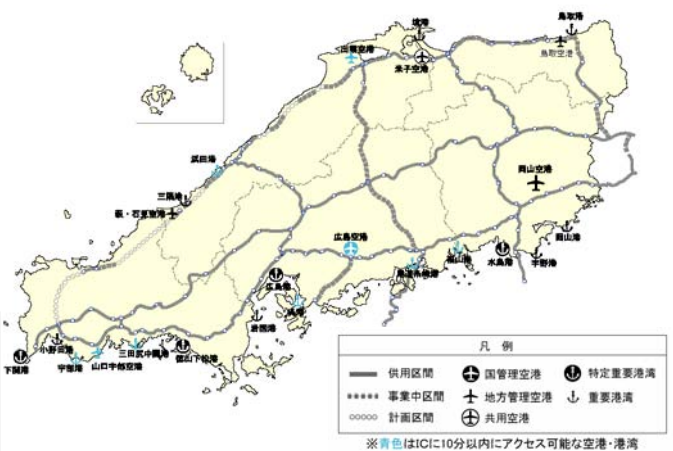 鳥取港
境港
出雲空港
米子空港
鳥取空港
浜田港
三隅港
萩・石見空港
岡山空港
広島空港
岡山港
福山港
水島港
宇野港
尾道糸崎港
広島港
呉港
岩国港
小野田港
下関港
宇部港
山口宇部空港
三田尻中関港
徳山下松港
凡 例
供用区間
国管理空港
特定重要港湾
事業中区間
地方管理空港
重要港湾
計画区間
共用空港
※青色はICに10分以内にアクセス可能な空港・港湾